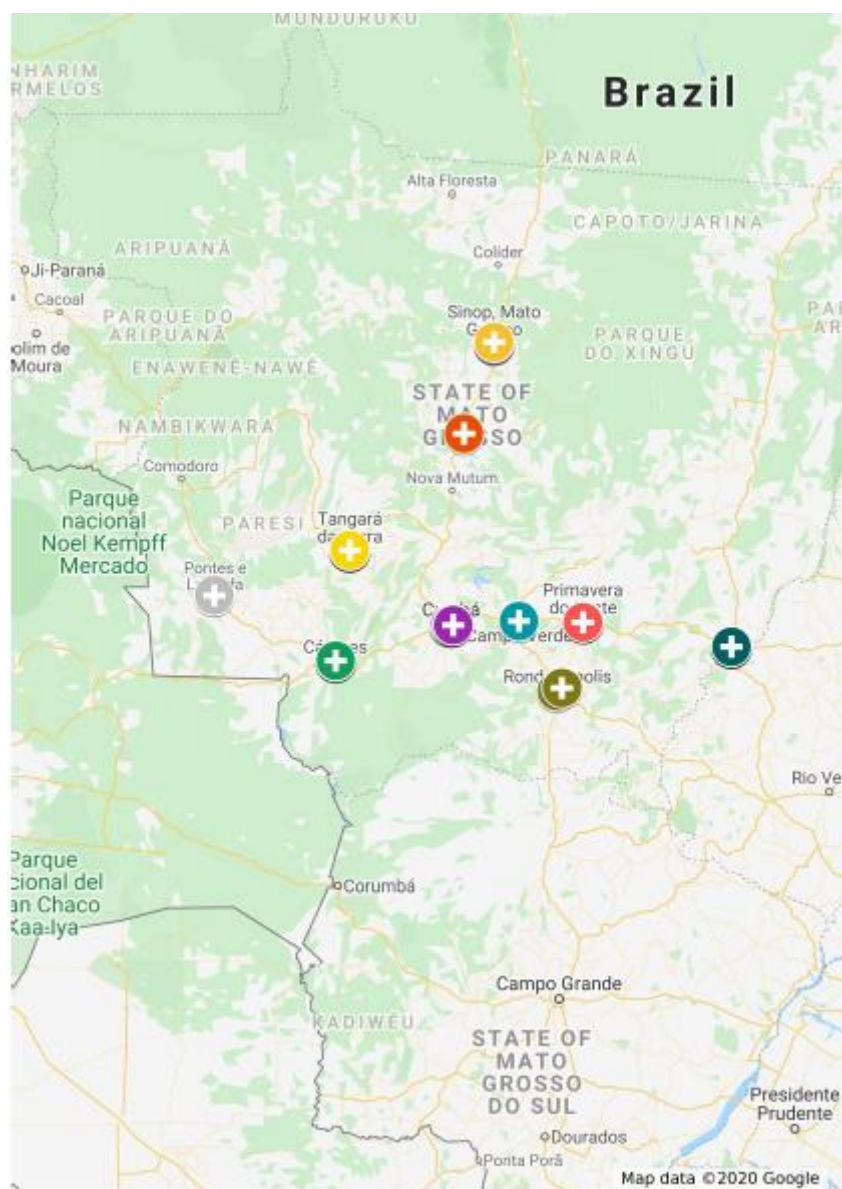 MUNDURUKU
NHARIM
RMELOS
Brazil
PANARÁ
Alta Floresta
CAPOTO/JARINA
ARIPUANÃ
Colider
Ji-Paraná
Cacoal
PARQUE DO
ARIPUANÃ
Sinop, Mato
PARQUE
DO XINGU
olim de
Moura
ENAWENÊ-NAWÊ
STATE OF
MATO
NAMBIKWARA
Comodoro
Nova Mutum
Parque
nacional
Noel Kempff
Mercado
PARESI
Tangará
Pontes e
Primavera
Rio Ve
Parque
cional del
an Chaco
Kaa-Iya
Corumbá
Campo Grande
KADIWÉU
STATE OF
MATO
GROSSO
DO SUL
Presidente
Prudente
Dourados
Ponta Porã
Map data ©2020 Google